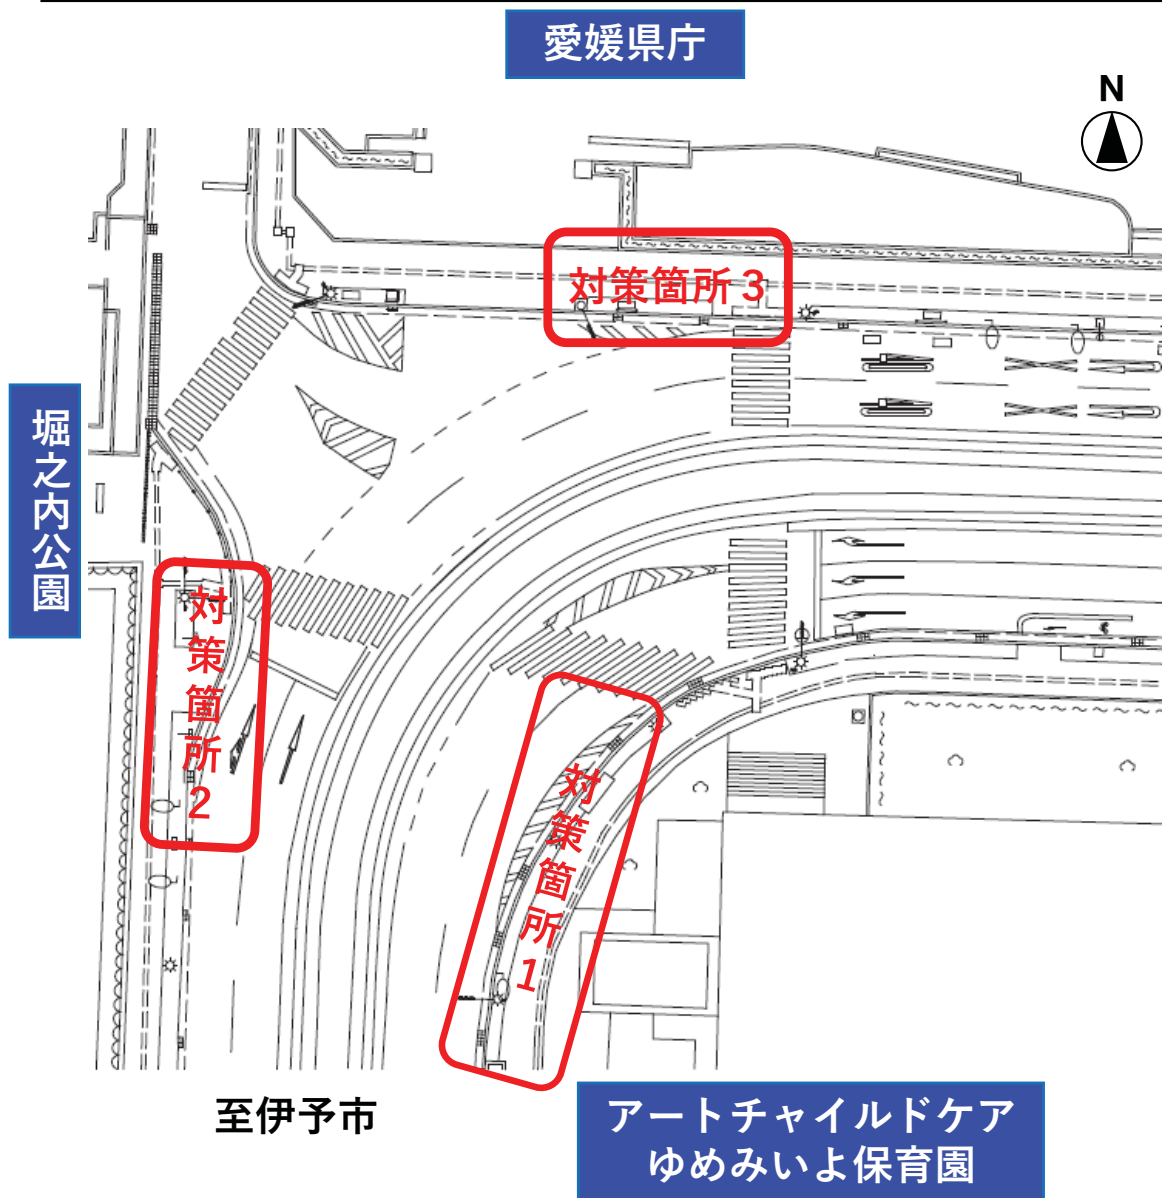 愛媛県庁
N
対策箇所3
堀之内公園
対策箇所2
対策箇所1
至伊予市
アートチャイルドケア
ゆめみいよ保育園